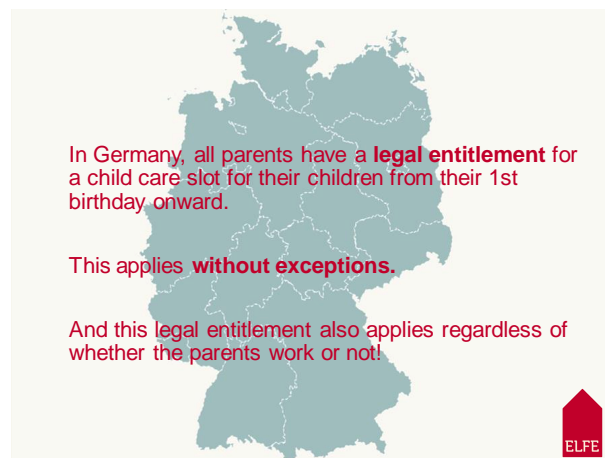 In Germany, all parents have a legal entitlement for
a child care slot for their children from their 1st
birthday onward.
This applies without exceptions.
And this legal entitlement also applies regardless of
whether the parents work or not!
ELFE